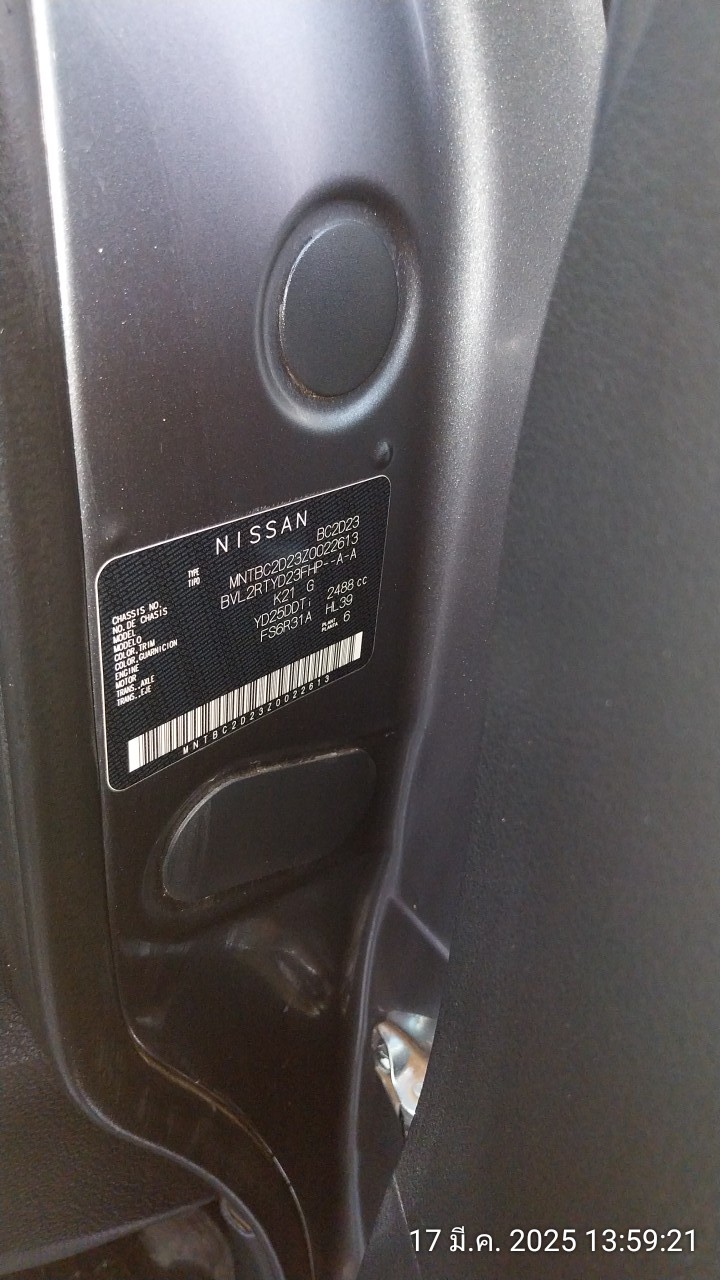 NISSAN
TYPE BC2D23
TIPO
CHASSIS NO. MNTBC2D23Z0022613
NO.DE CHASIS
MODEL BVL2RTYD23FHP--A-A
MODELO
COLOR,TRIM K21 G
COLOR,GUARNICION
ENGINE YD25DDTi 2488 cc
MOTOR
TRANS.,AXLE FS6R31A HL39
TRANS.,EJE
PLANT
PLANTA 6
MNTBC2D23Z0022613
17 มี.ค. 2025 13:59:21